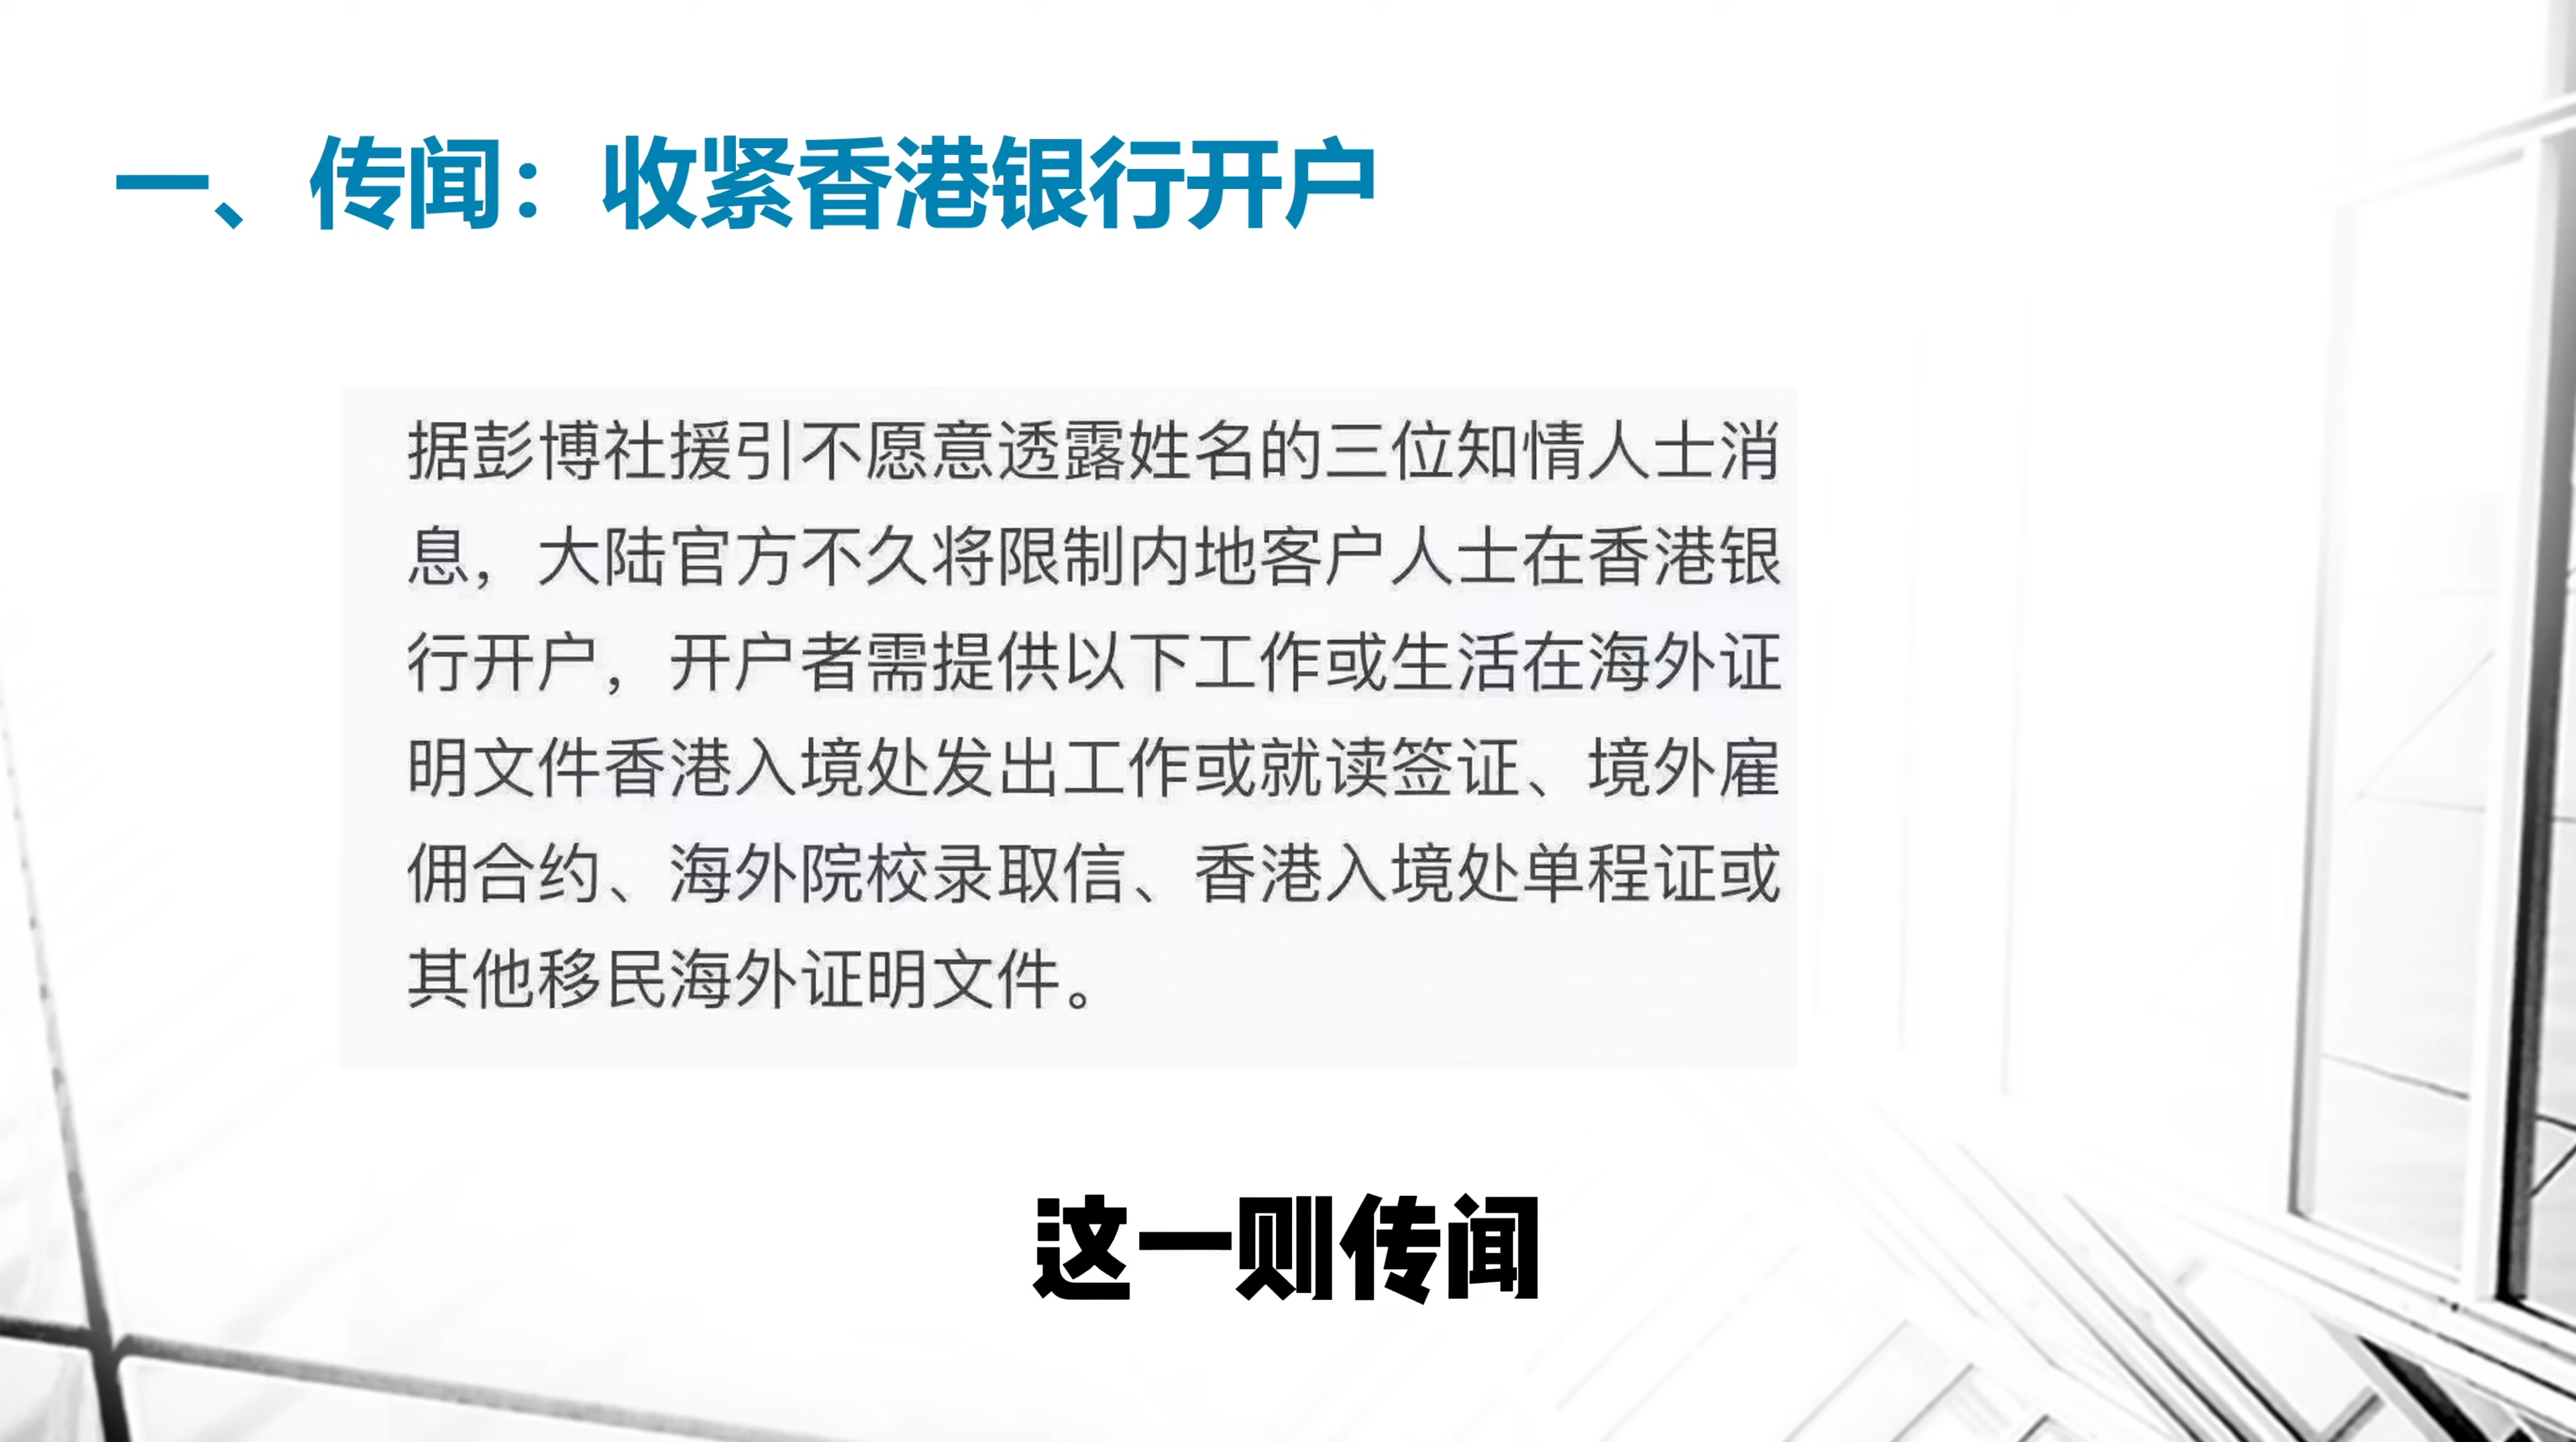 一、传闻：收紧香港银行开户
据彭博社援引不愿意透露姓名的三位知情人士消
息，大陆官方不久将限制内地客户人士在香港银
行开户，开户者需提供以下工作或生活在海外证
明文件香港入境处发出工作或就读签证、境外雇
佣合约、海外院校录取信、香港入境处单程证或
其他移民海外证明文件。
这一则传闻